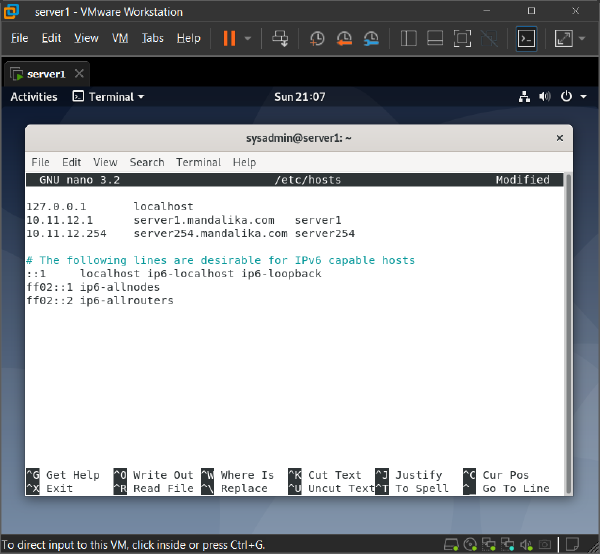 server1 - VMware Workstation
File Edit View VM Tabs Help
server1
Activities Terminal Sun 21:07
sysadmin@server1: ~
File Edit View Search Terminal Help
GNU nano 3.2 /etc/hosts Modified
127.0.0.1 localhost
10.11.12.1 server1.mandalika.com server1
10.11.12.254 server254.mandalika.com server254
# The following lines are desirable for IPv6 capable hosts
::1 localhost ip6-localhost ip6-loopback
ff02::1 ip6-allnodes
ff02::2 ip6-allrouters
^G Get Help ^O Write Out ^W Where Is ^K Cut Text ^J Justify ^C Cur Pos
^X Exit ^R Read File ^\ Replace ^U Uncut Text ^T To Spell ^_ Go To Line
To direct input to this VM, click inside or press Ctrl+G.